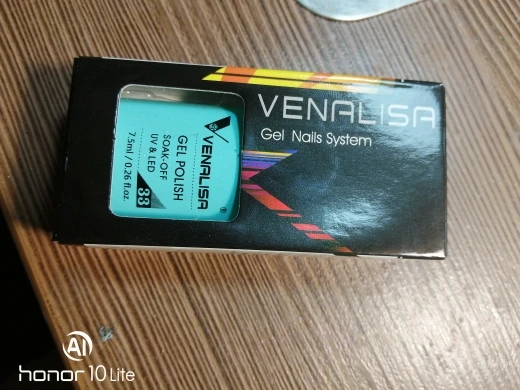 VENALISA
Gel Nails System
VENALISA®
GEL POLISH
SOAK-OFF
UV & LED
33
7.5ml / 0.26 fl oz.
AI
honor 10 Lite